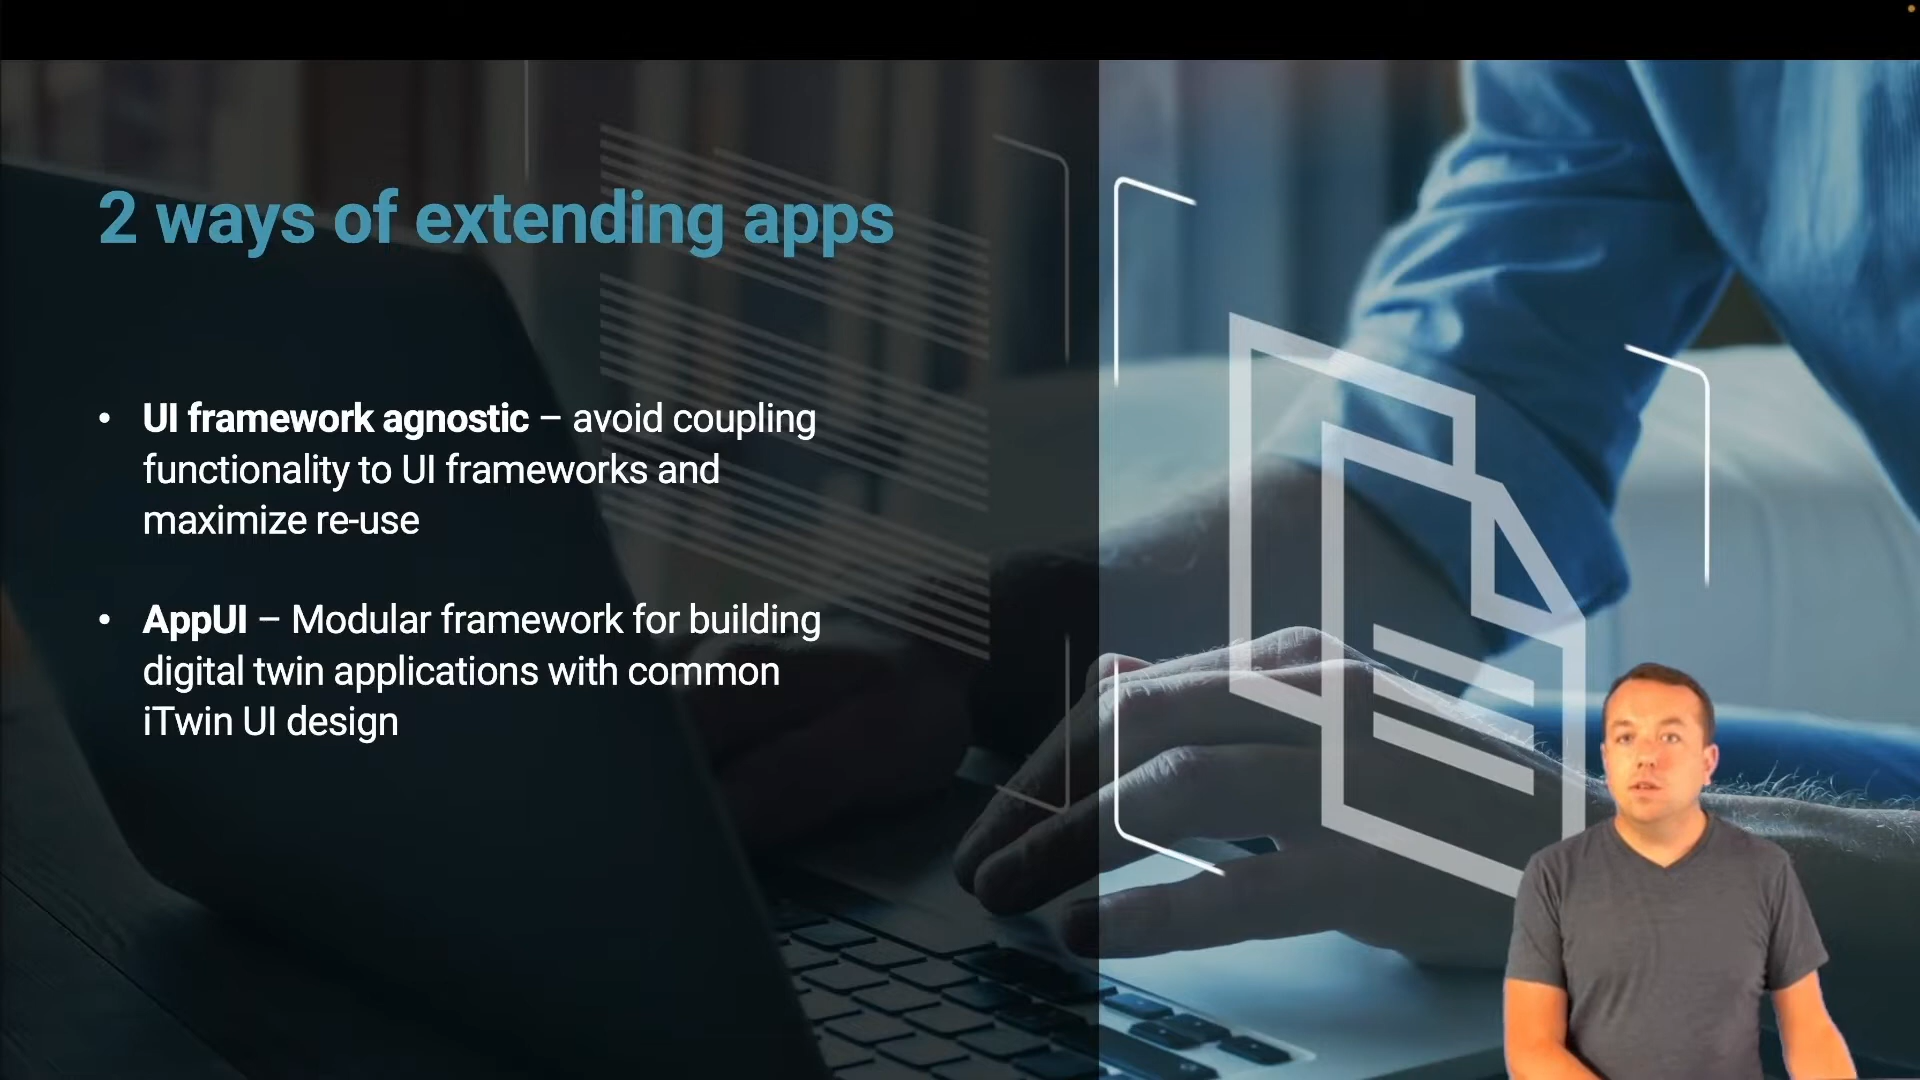 2 ways of extending apps
• UI framework agnostic – avoid coupling
functionality to UI frameworks and
maximize re-use
• AppUI – Modular framework for building
digital twin applications with common
iTwin UI design